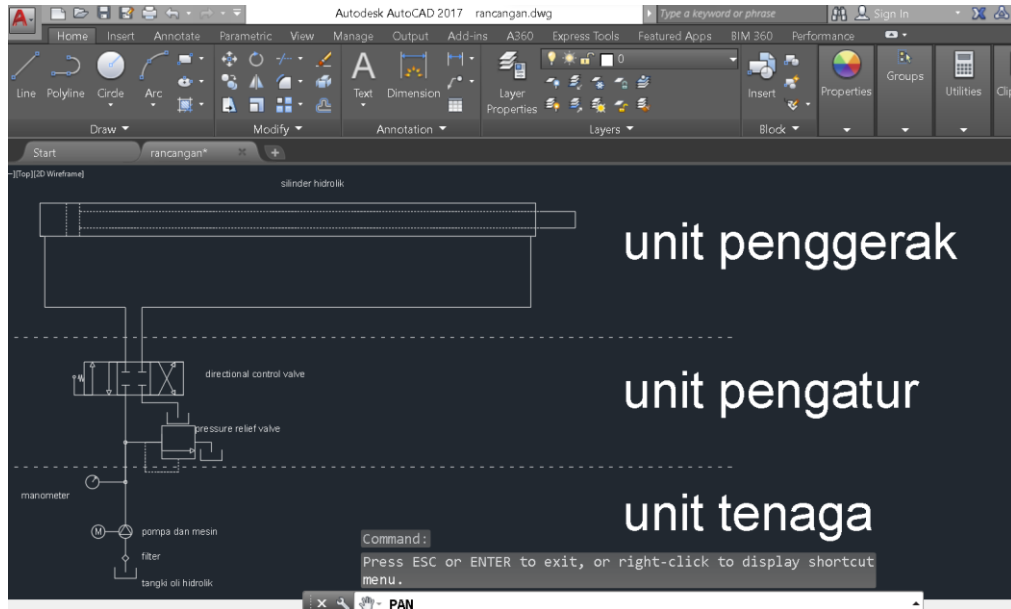 Autodesk AutoCAD 2017 rancangan.dwg
Type a keyword or phrase
Sign In
Home Insert Annotate Parametric View Manage Output Add-ins A360 Express Tools Featured Apps BIM 360 Performance
Line Polyline Circle Arc
Text Dimension
Layer Properties
0
Insert
Properties
Groups
Utilities
Clip
Draw Modify Annotation Layers Block
Start rancangan* +
[Top][2D Wireframe]
silinder hidrolik
unit penggerak
directional control valve
unit pengatur
pressure relief valve
manometer
unit tenaga
M
pompa dan mesin
filter
tangki oli hidrolik
Command:
Press ESC or ENTER to exit, or right-click to display shortcut
menu.
PAN